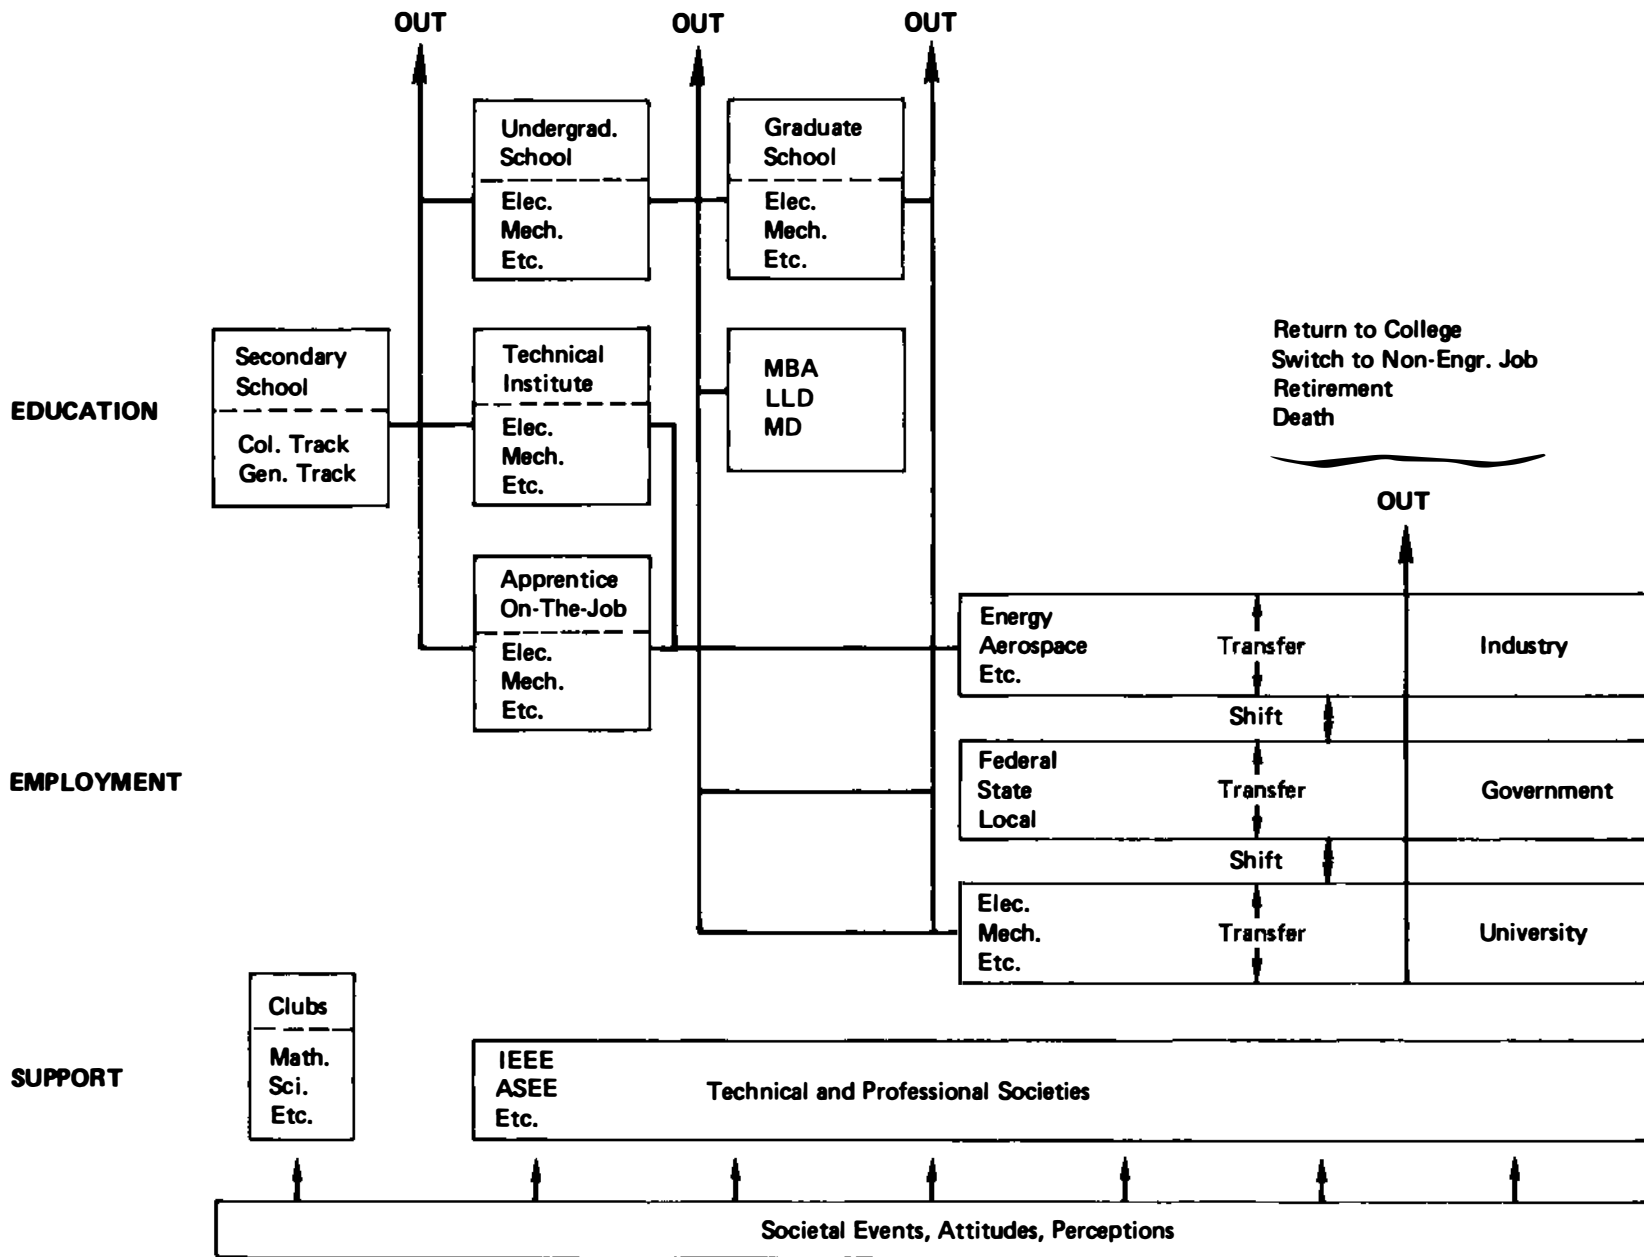 OUT
OUT
OUT
Undergrad.
School
Elec.
Mech.
Etc.
Graduate
School
Elec.
Mech.
Etc.
EDUCATION
Secondary
School
Col. Track
Gen. Track
Technical
Institute
Elec.
Mech.
Etc.
MBA
LLD
MD
Return to College
Switch to Non-Engr. Job
Retirement
Death
OUT
Apprentice
On-The-Job
Elec.
Mech.
Etc.
Energy
Aerospace
Etc.
Transfer
Industry
Shift
EMPLOYMENT
Federal
State
Local
Transfer
Government
Shift
Elec.
Mech.
Etc.
Transfer
University
SUPPORT
Clubs
Math.
Sci.
Etc.
IEEE
ASEE
Etc.
Technical and Professional Societies
Societal Events, Attitudes, Perceptions